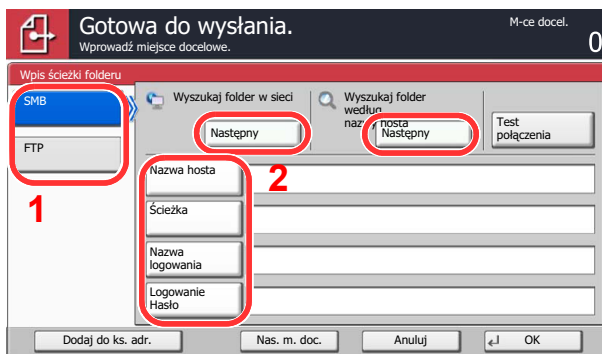 Gotowa do wysłania.
Wprowadź miejsce docelowe.
M-ce docel.
0
Wpis ścieżki folderu
SMB
FTP
1
Wyszukaj folder w sieci
Następny
Wyszukaj folder
według
nazwy hosta
Następny
Test
połączenia
Nazwa hosta
2
Ścieżka
Nazwa
logowania
Logowanie
Hasło
Dodaj do ks. adr.
Nas. m. doc.
Anuluj
OK